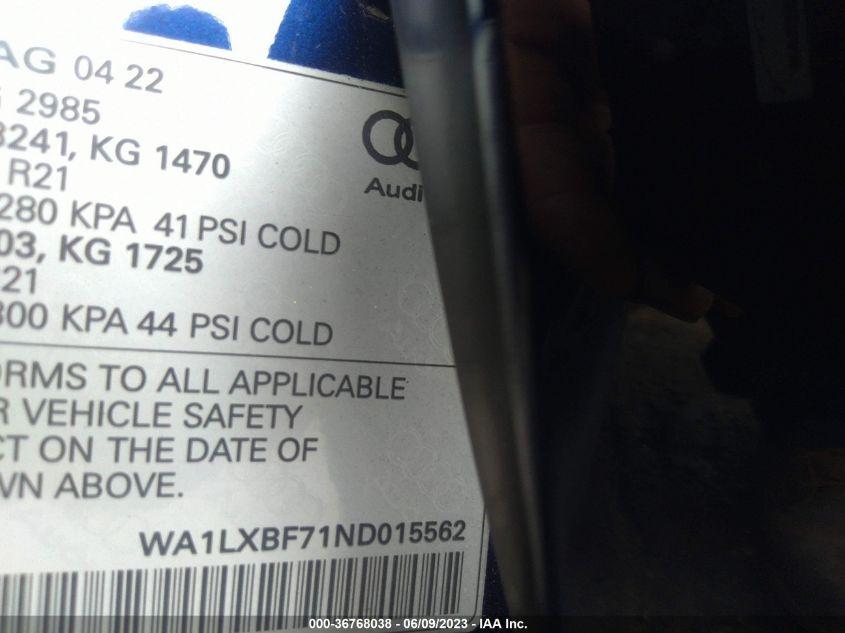 AG 04 22
2985
3241, KG 1470
R21
Audi
280 KPA 41 PSI COLD
03, KG 1725
21
300 KPA 44 PSI COLD
ORMS TO ALL APPLICABLE
R VEHICLE SAFETY
CT ON THE DATE OF
WN ABOVE.
WA1LXBF71ND015562
000-36768038 - 06/09/2023 - IAA Inc.